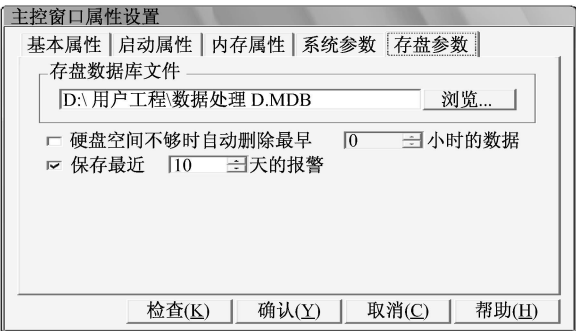 主控窗口属性设置
基本属性 启动属性 内存属性 系统参数 存盘参数
存盘数据库文件
D:\ 用户工程\数据处理 D.MDB 浏览...
硬盘空间不够时自动删除最早 0 小时的数据
保存最近 10 天的报警
检查(K) 确认(Y) 取消(C) 帮助(H)